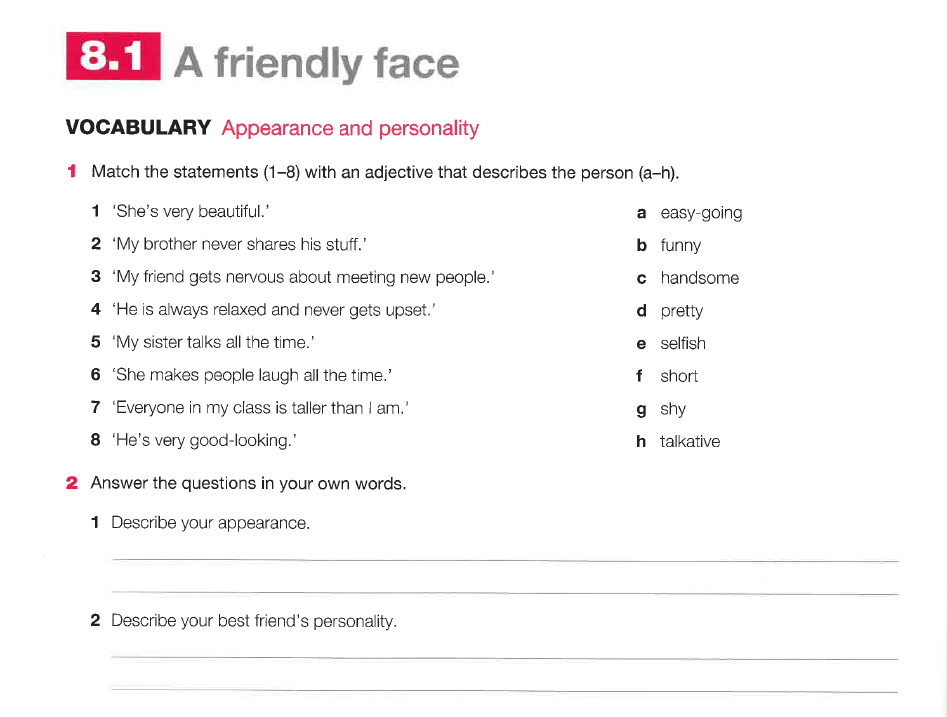 8.1 A friendly face
VOCABULARY Appearance and personality
1 Match the statements (1–8) with an adjective that describes the person (a–h).
1 ‘She’s very beautiful.’ a easy-going
2 ‘My brother never shares his stuff.’ b funny
3 ‘My friend gets nervous about meeting new people.’ c handsome
4 ‘He is always relaxed and never gets upset.’ d pretty
5 ‘My sister talks all the time.’ e selfish
6 ‘She makes people laugh all the time.’ f short
7 ‘Everyone in my class is taller than I am.’ g shy
8 ‘He’s very good-looking.’ h talkative
2 Answer the questions in your own words.
1 Describe your appearance.
2 Describe your best friend’s personality.